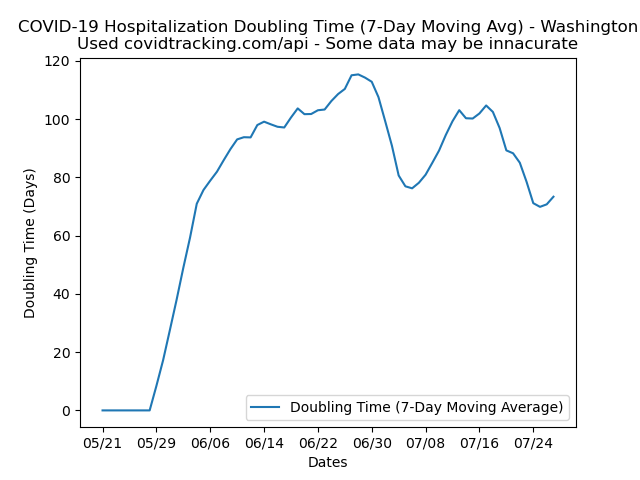 COVID-19 Hospitalization Doubling Time (7-Day Moving Avg) - Washington
Used covidtracking.com/api - Some data may be innacurate
120
100
80
60
40
20
0
Doubling Time (Days)
Doubling Time (7-Day Moving Average)
05/21 05/29 06/06 06/14 06/22 06/30 07/08 07/16 07/24
Dates